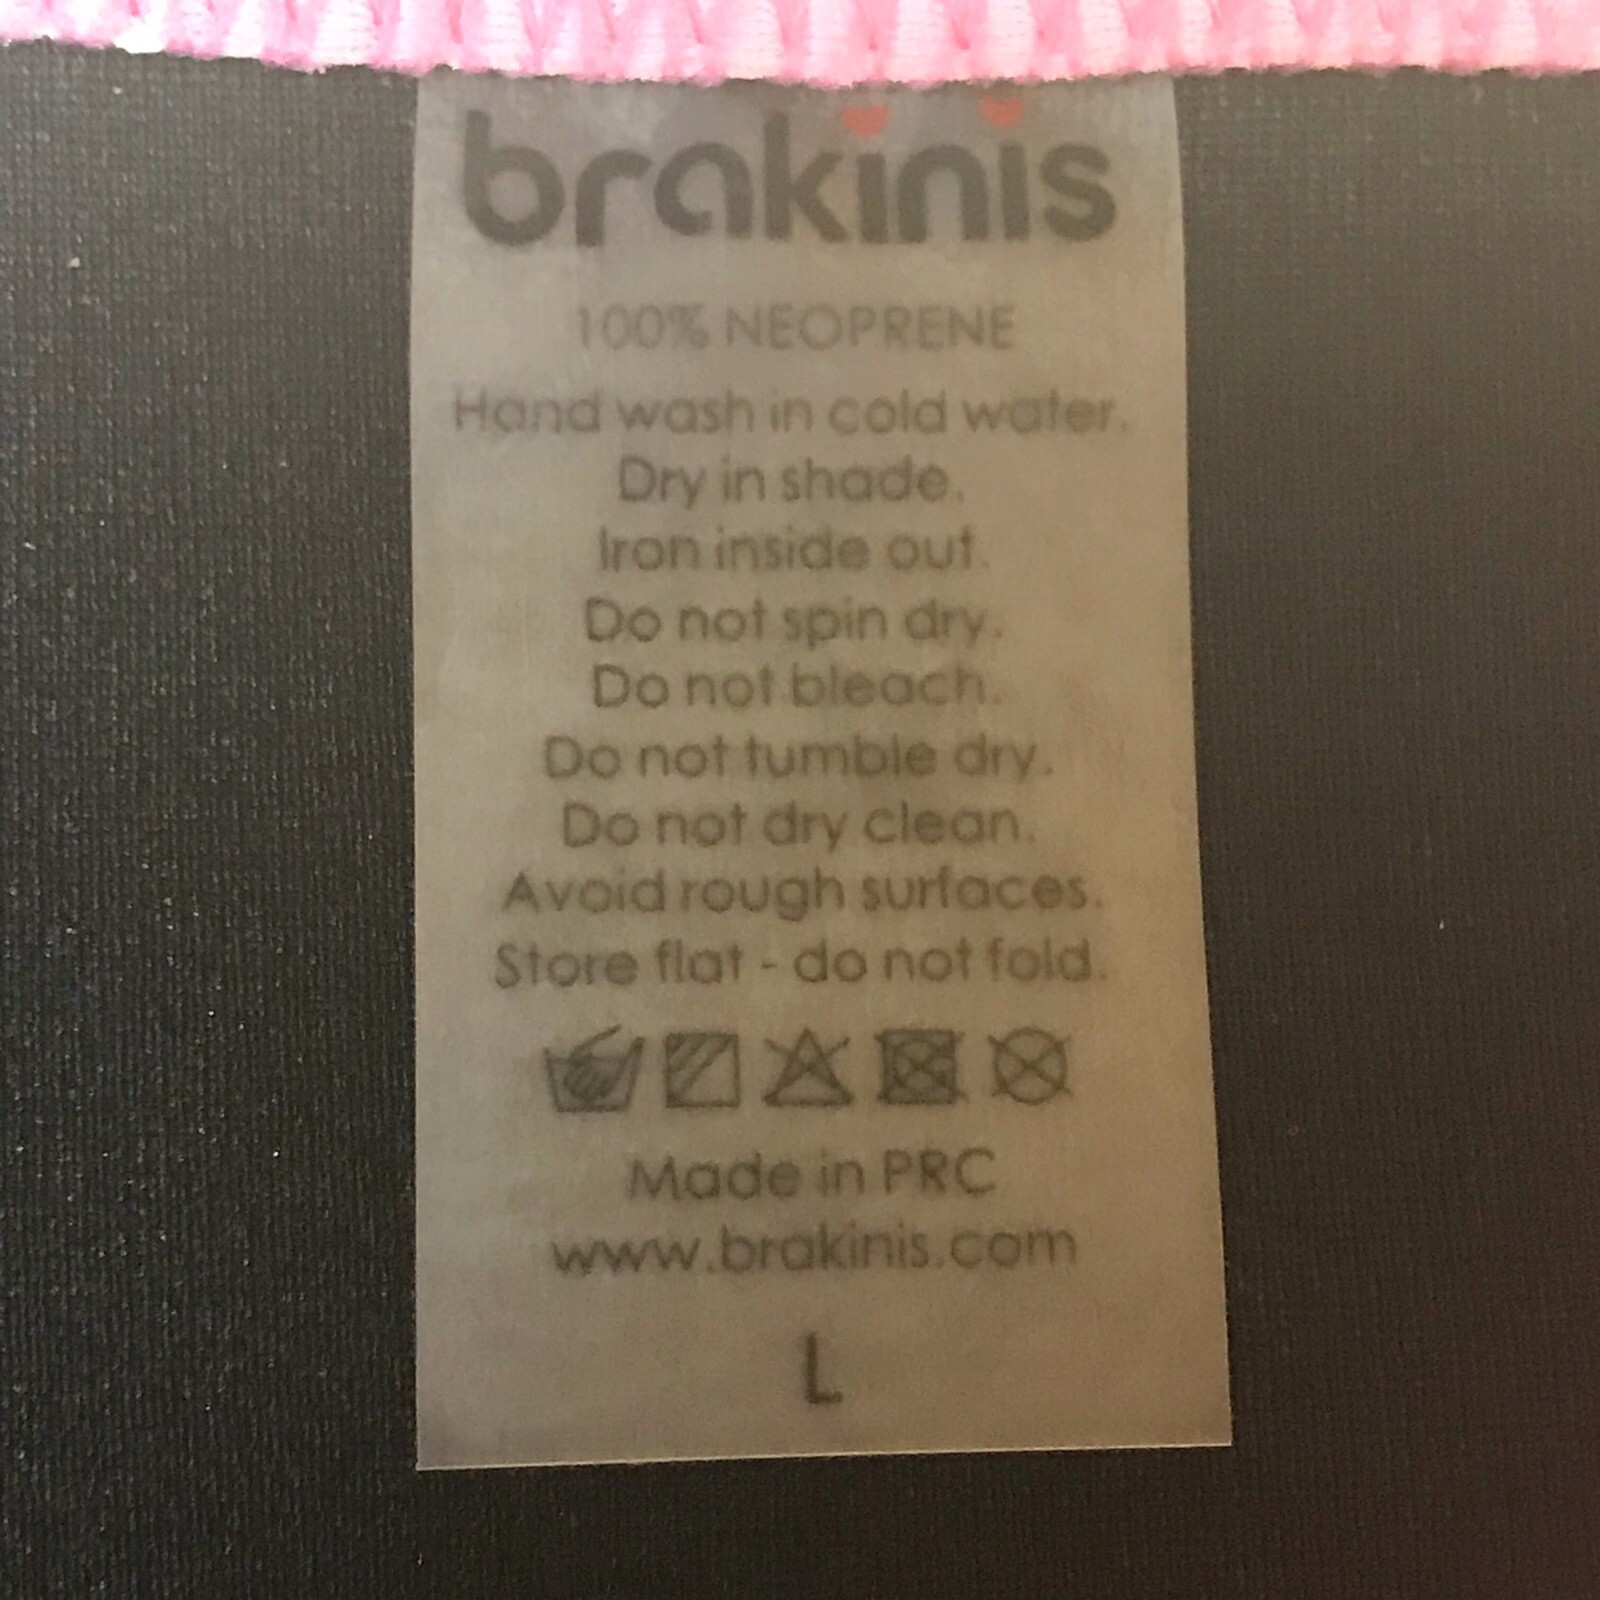 brakinis
100% NEOPRENE
Hand wash in cold water.
Dry in shade.
Iron inside out.
Do not spin dry.
Do not bleach.
Do not tumble dry.
Do not dry clean.
Avoid rough surfaces.
Store flat - do not fold.
Made in PRC
www.brakinis.com
L